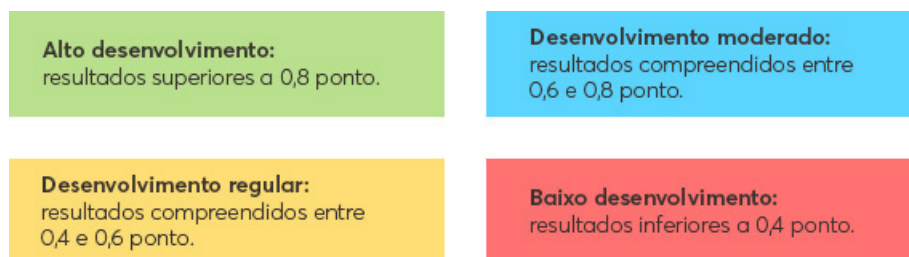 Alto desenvolvimento:
resultados superiores a 0,8 ponto.
Desenvolvimento moderado:
resultados compreendidos entre
0,6 e 0,8 ponto.
Desenvolvimento regular:
resultados compreendidos entre
0,4 e 0,6 ponto.
Baixo desenvolvimento:
resultados inferiores a 0,4 ponto.